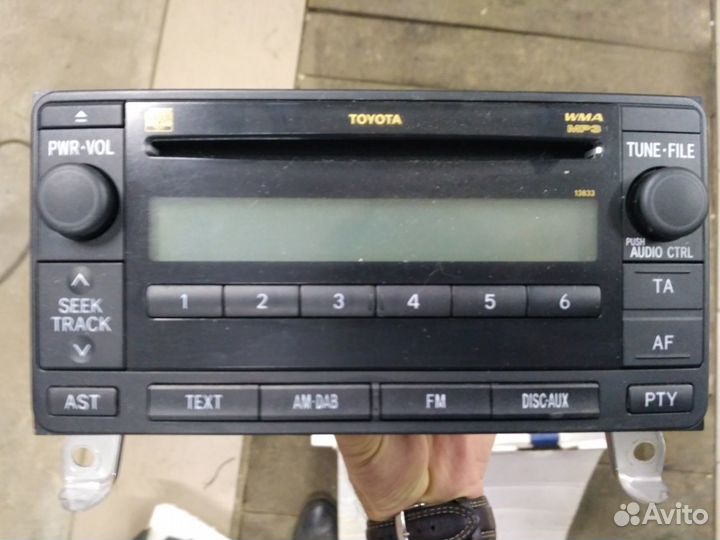 TOYOTA
WMA
MP3
PWR•VOL
TUNE•FILE
13833
PUSH
AUDIO CTRL
SEEK
TRACK
1 2 3 4 5 6
TA
AF
AST
TEXT
AM•DAB
FM
DISC•AUX
PTY
Avito